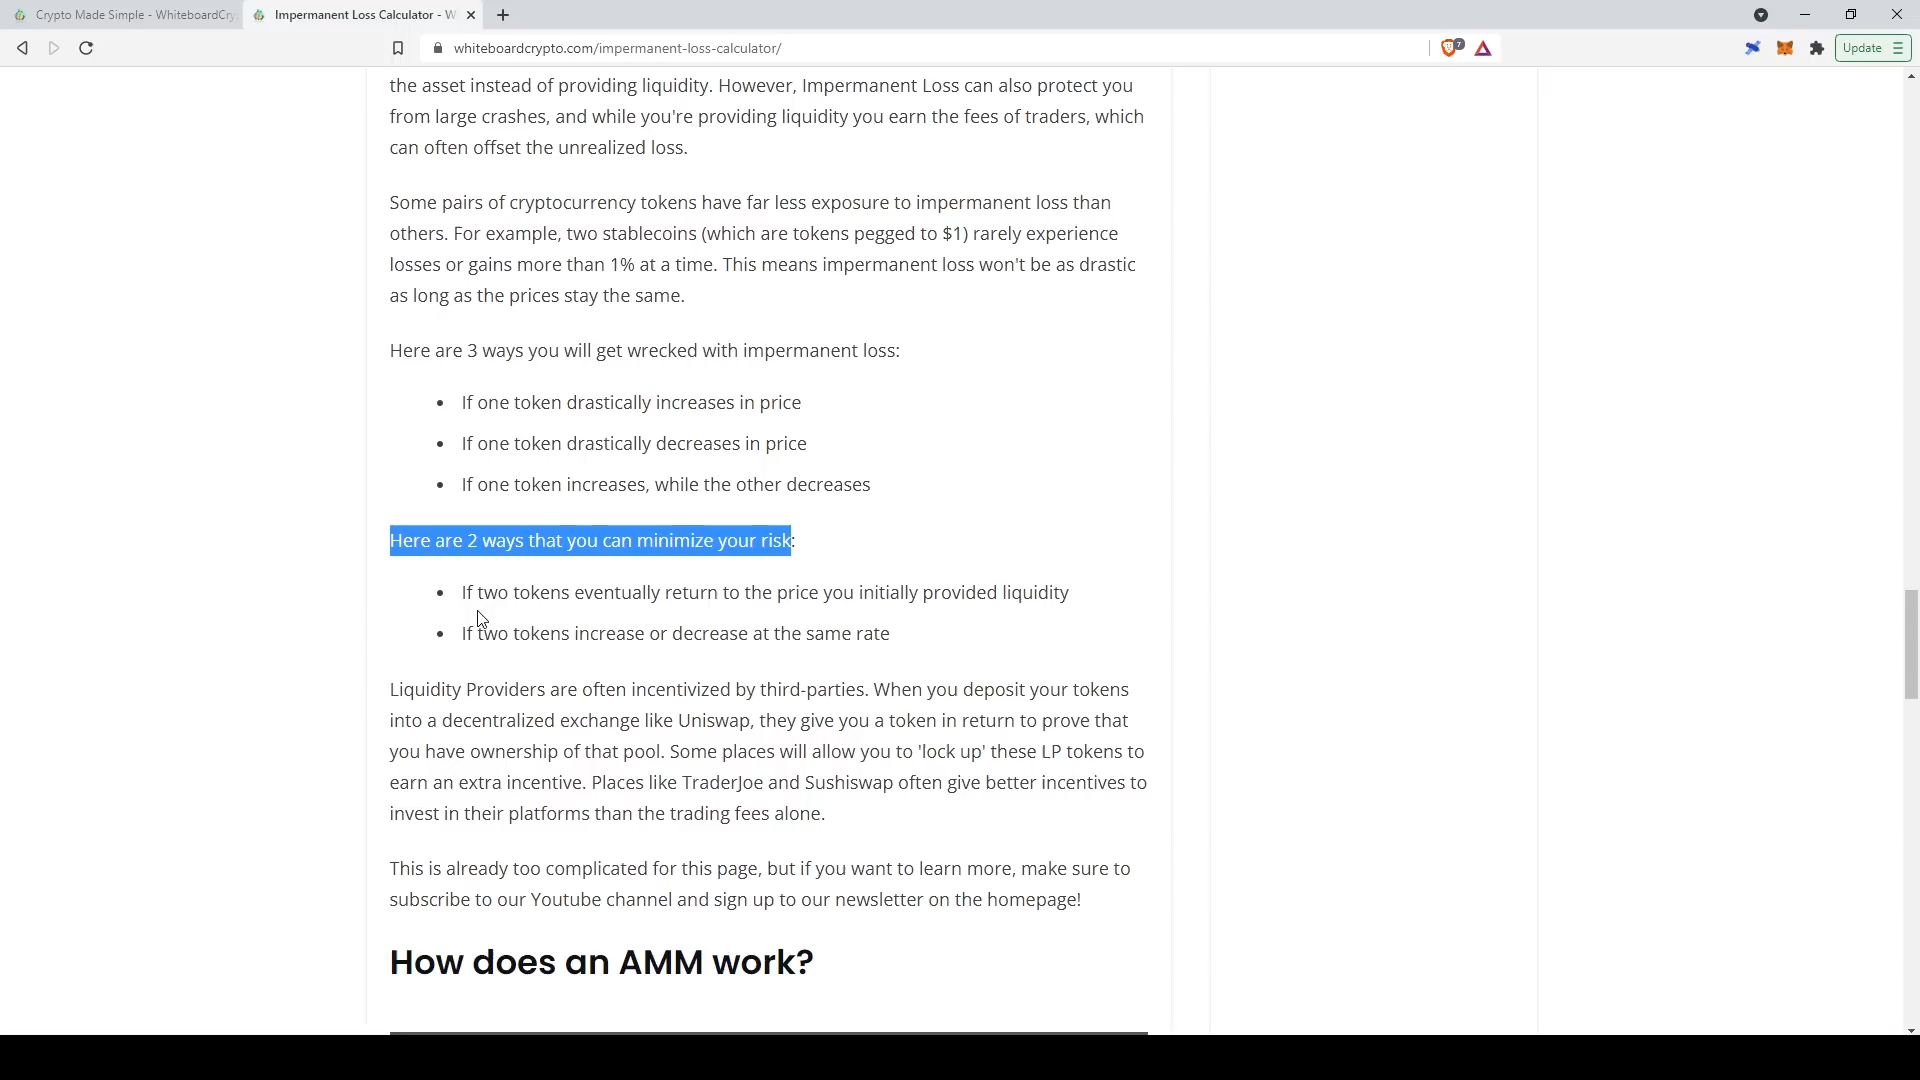 Crypto Made Simple - WhiteboardCry
Impermanent Loss Calculator - W
whiteboardcrypto.com/impermanent-loss-calculator/
7
Update
the asset instead of providing liquidity. However, Impermanent Loss can also protect you
from large crashes, and while you're providing liquidity you earn the fees of traders, which
can often offset the unrealized loss.
Some pairs of cryptocurrency tokens have far less exposure to impermanent loss than
others. For example, two stablecoins (which are tokens pegged to $1) rarely experience
losses or gains more than 1% at a time. This means impermanent loss won't be as drastic
as long as the prices stay the same.
Here are 3 ways you will get wrecked with impermanent loss:
• If one token drastically increases in price
• If one token drastically decreases in price
• If one token increases, while the other decreases
Here are 2 ways that you can minimize your risk:
• If two tokens eventually return to the price you initially provided liquidity
• If two tokens increase or decrease at the same rate
Liquidity Providers are often incentivized by third-parties. When you deposit your tokens
into a decentralized exchange like Uniswap, they give you a token in return to prove that
you have ownership of that pool. Some places will allow you to 'lock up' these LP tokens to
earn an extra incentive. Places like TraderJoe and Sushiswap often give better incentives to
invest in their platforms than the trading fees alone.
This is already too complicated for this page, but if you want to learn more, make sure to
subscribe to our Youtube channel and sign up to our newsletter on the homepage!
How does an AMM work?